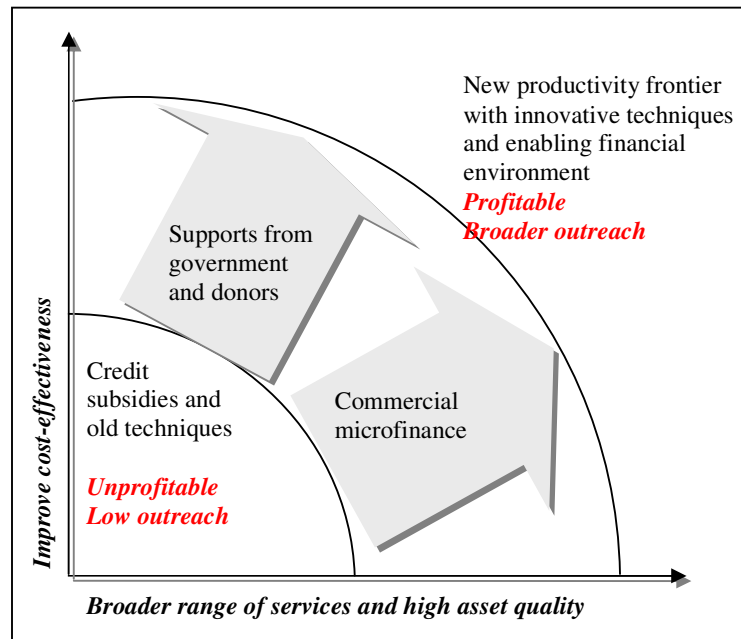 New productivity frontier
with innovative techniques
and enabling financial
environment
Profitable
Broader outreach
Supports from
government
and donors
Credit
subsidies and
old techniques
Unprofitable
Low outreach
Commercial
microfinance
Improve cost-effectiveness
Broader range of services and high asset quality